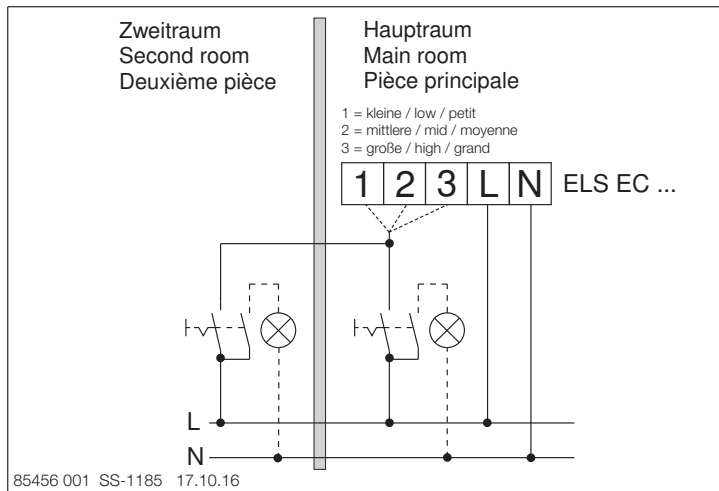 Zweitraum
Second room
Deuxième pièce
Hauptraum
Main room
Pièce principale
1 = kleine / low / petit
2 = mittlere / mid / moyenne
3 = große / high / grand
1 2 3 L N ELS EC ...
L
N
85456 001 SS-1185 17.10.16